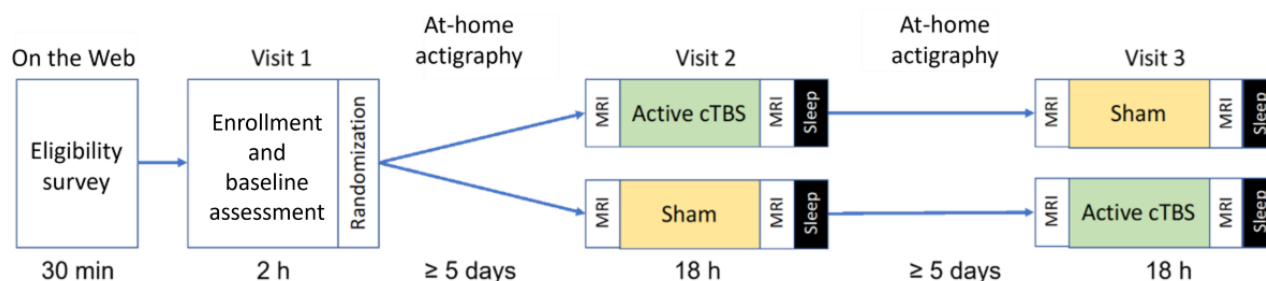 On the Web
Eligibility
survey
30 min
Visit 1
Enrollment
and
baseline
assessment
Randomization
2 h
At-home
actigraphy
≥ 5 days
Visit 2
MRI
Active cTBS
MRI
Sleep
MRI
Sham
MRI
Sleep
18 h
At-home
actigraphy
≥ 5 days
Visit 3
MRI
Sham
MRI
Sleep
MRI
Active cTBS
MRI
Sleep
18 h